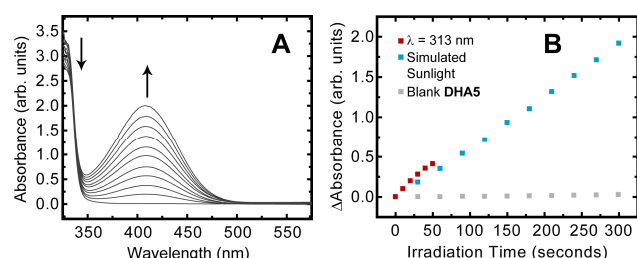 A
B
Absorbance (arb. units)
3.5
3.0
2.5
2.0
1.5
1.0
0.5
0.0
350
400
450
500
550
Wavelength (nm)
ΔAbsorbance (arb. units)
2.0
1.5
1.0
0.5
0.0
λ = 313 nm
Simulated
Sunlight
Blank DHA5
0
50
100
150
200
250
300
Irradiation Time (seconds)